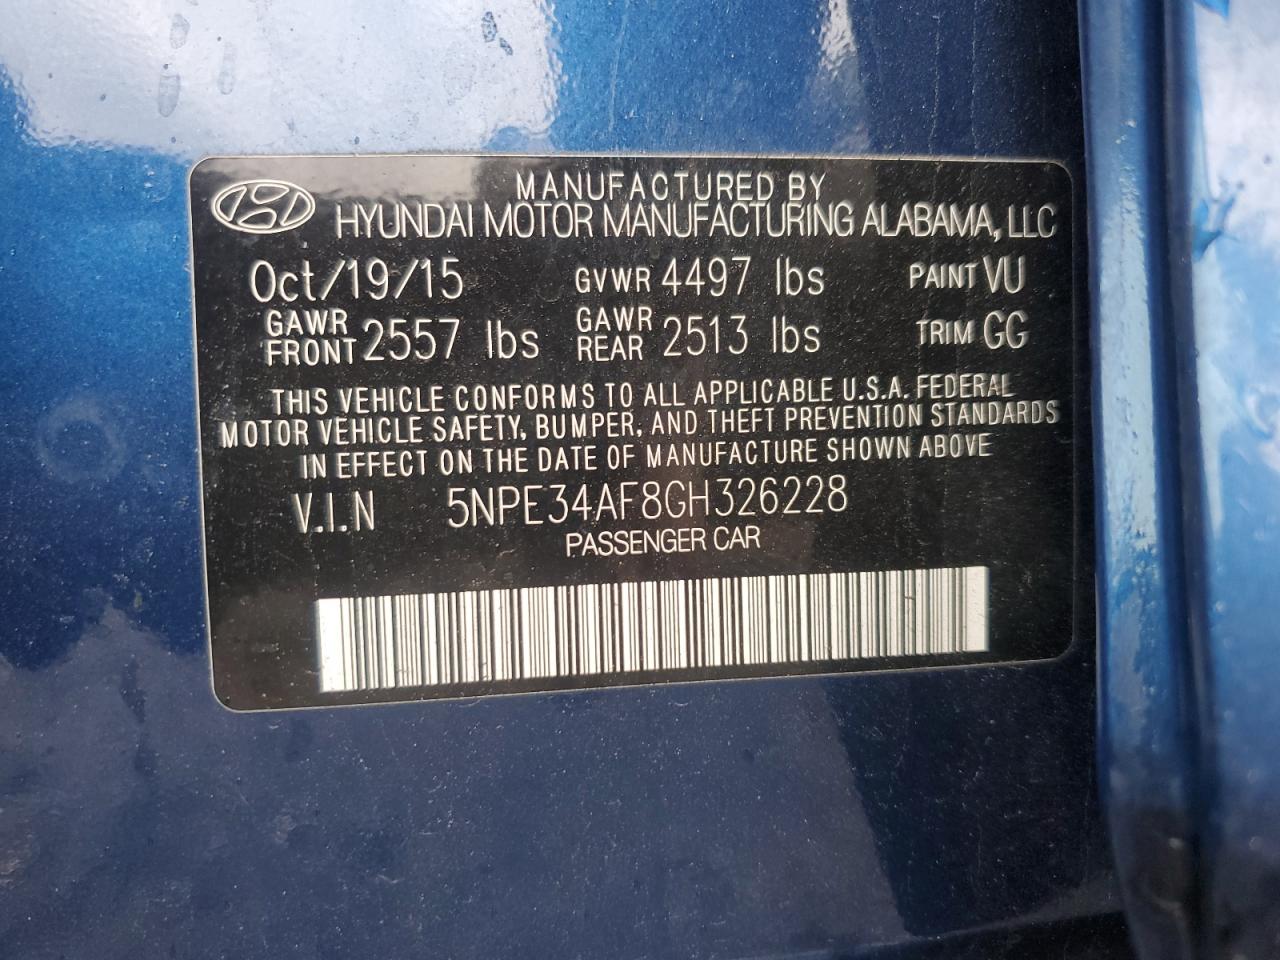 MANUFACTURED BY
HYUNDAI MOTOR MANUFACTURING ALABAMA, LLC
Oct/19/15 GVWR 4497 lbs PAINT VU
GAWR FRONT 2557 lbs GAWR REAR 2513 lbs TRIM GG
THIS VEHICLE CONFORMS TO ALL APPLICABLE U.S.A. FEDERAL
MOTOR VEHICLE SAFETY, BUMPER, AND THEFT PREVENTION STANDARDS
IN EFFECT ON THE DATE OF MANUFACTURE SHOWN ABOVE
V.I.N 5NPE34AF8GH326228
PASSENGER CAR